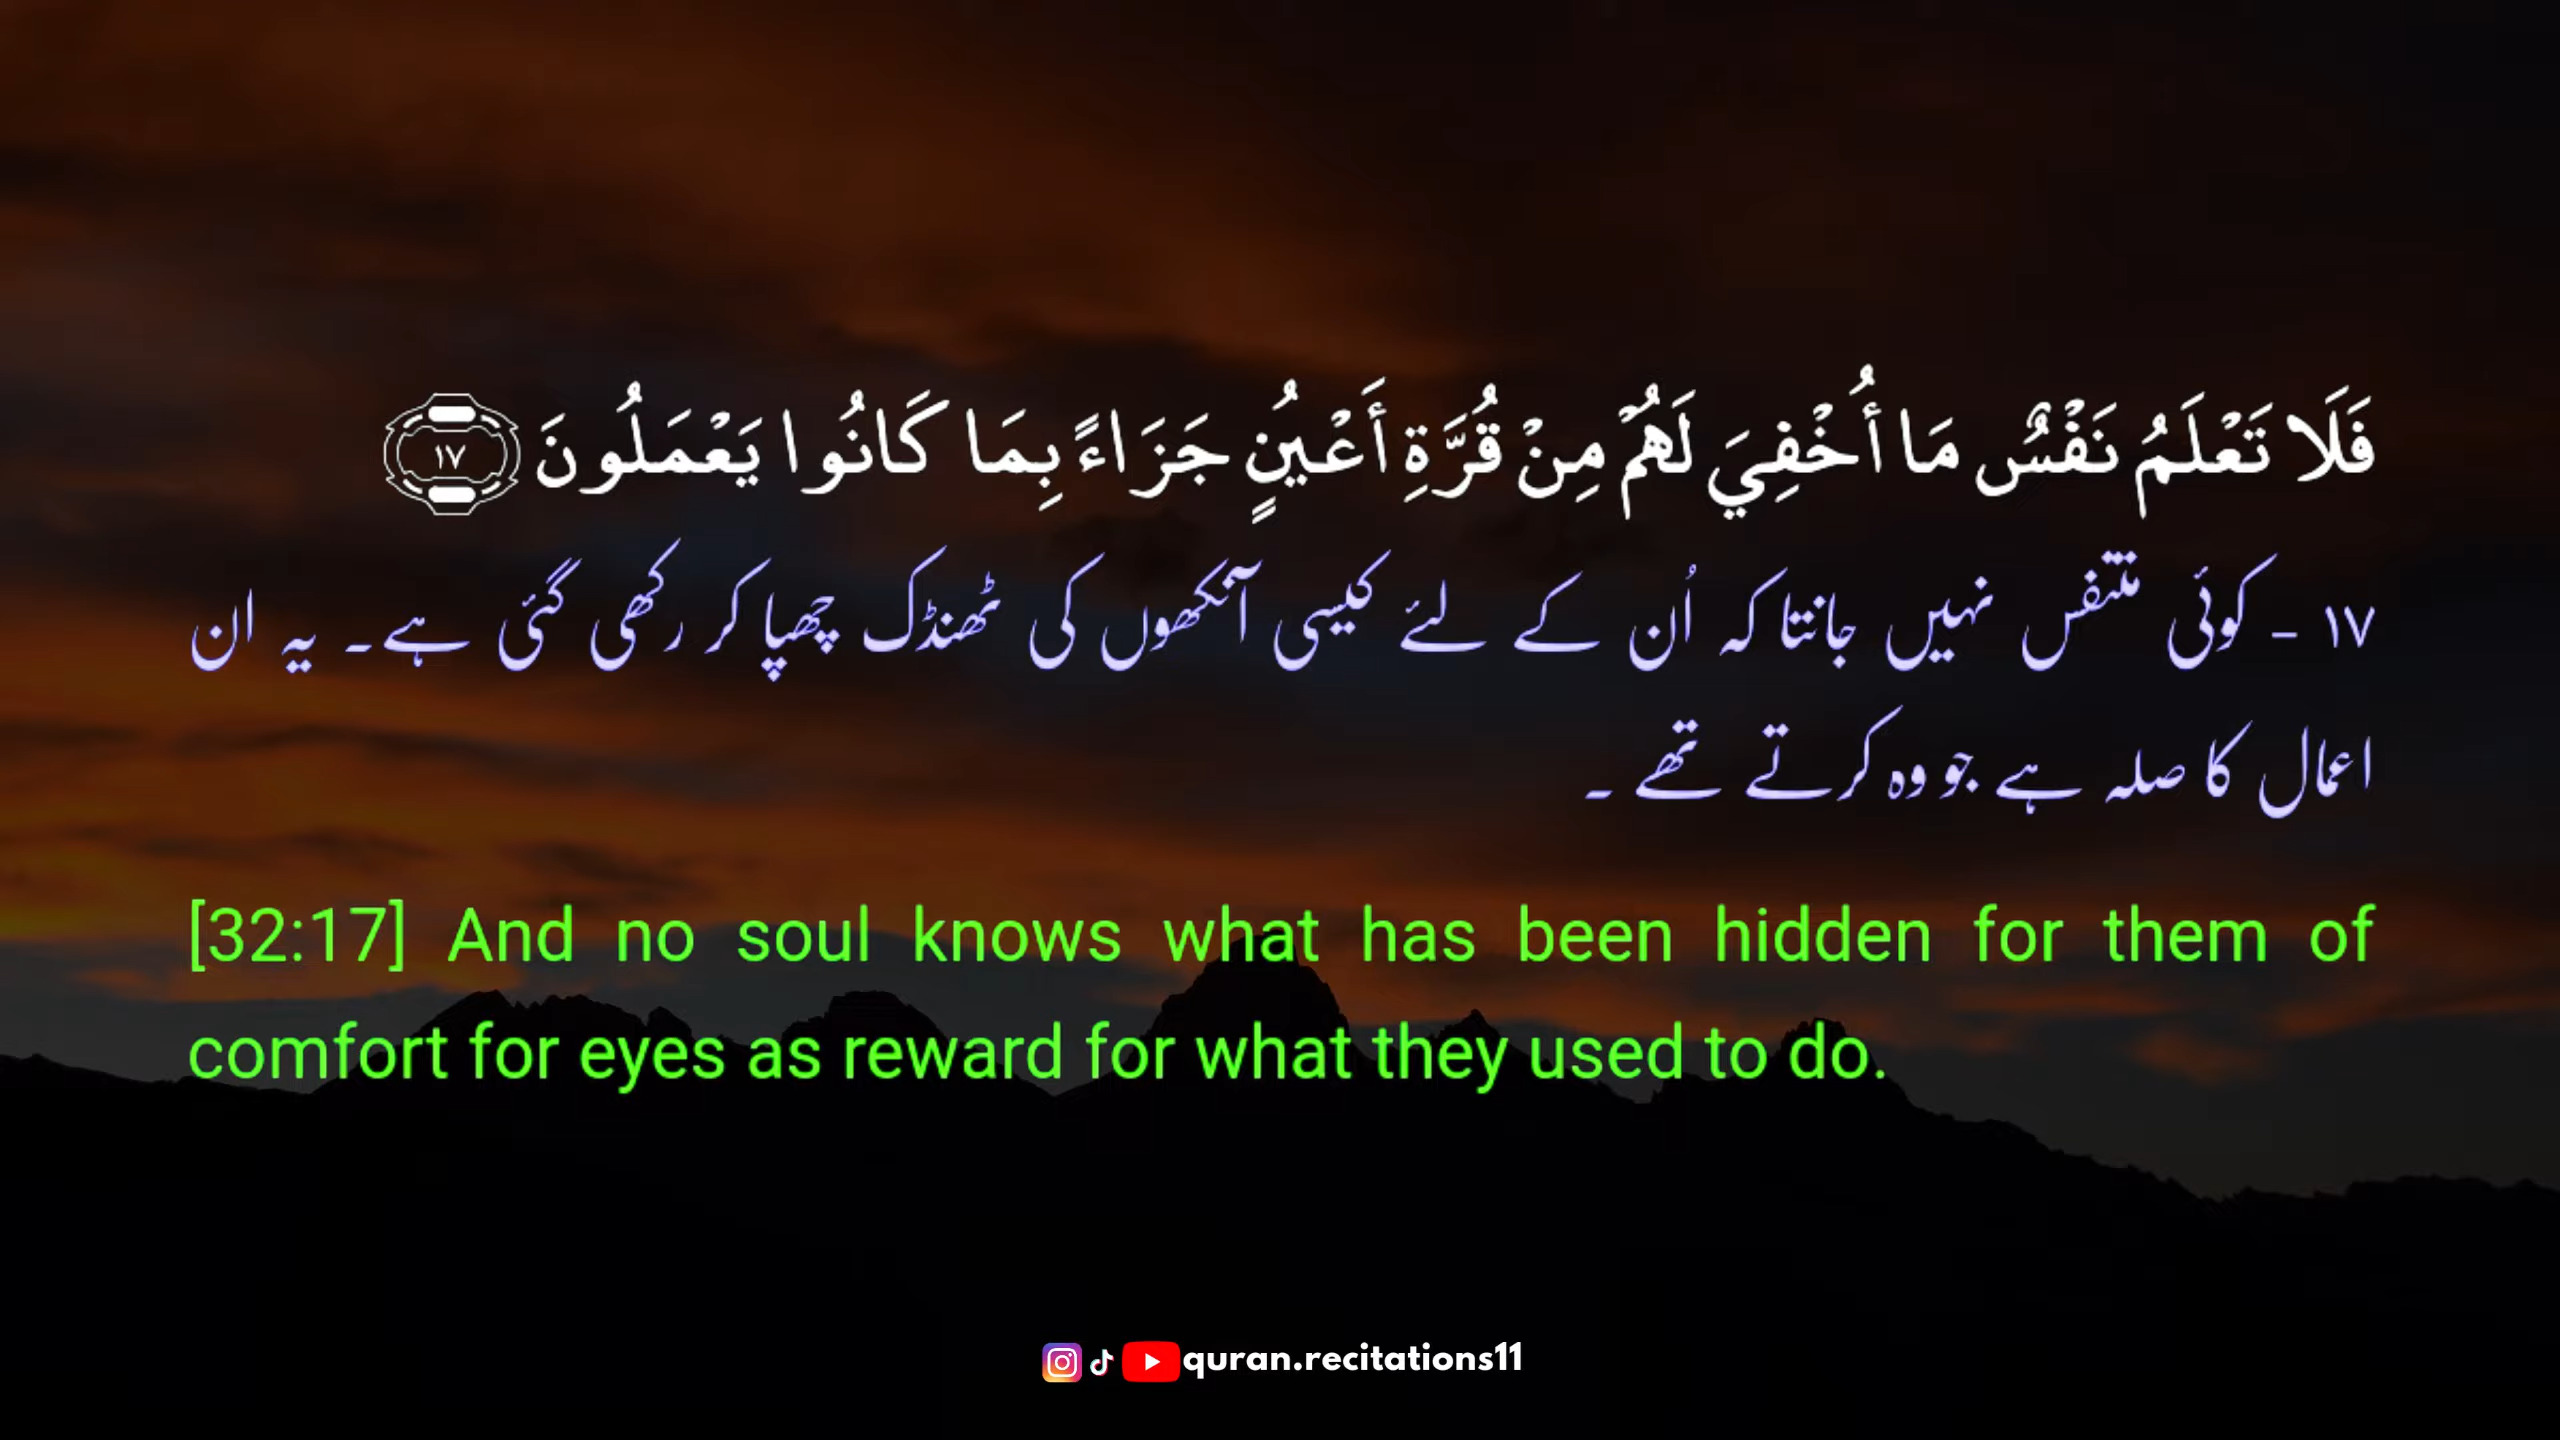 فَلَا تَعْلَمُ نَفْسٌ مَا أُخْفِيَ لَهُمْ مِنْ قُرَّةِ أَعْيُنٍ جَزَاءً بِمَا كَانُوا يَعْمَلُونَ ١٧
١٧ - کوئی متنفس نہیں جانتا کہ اُن کے لئے کیسی آنکھوں کی ٹھنڈک چھپا کر رکھی گئی ہے۔ یہ ان
اعمال کا صلہ ہے جو وہ کرتے تھے ۔
[32:17] And no soul knows what has been hidden for them of
comfort for eyes as reward for what they used to do.
quran.recitations11